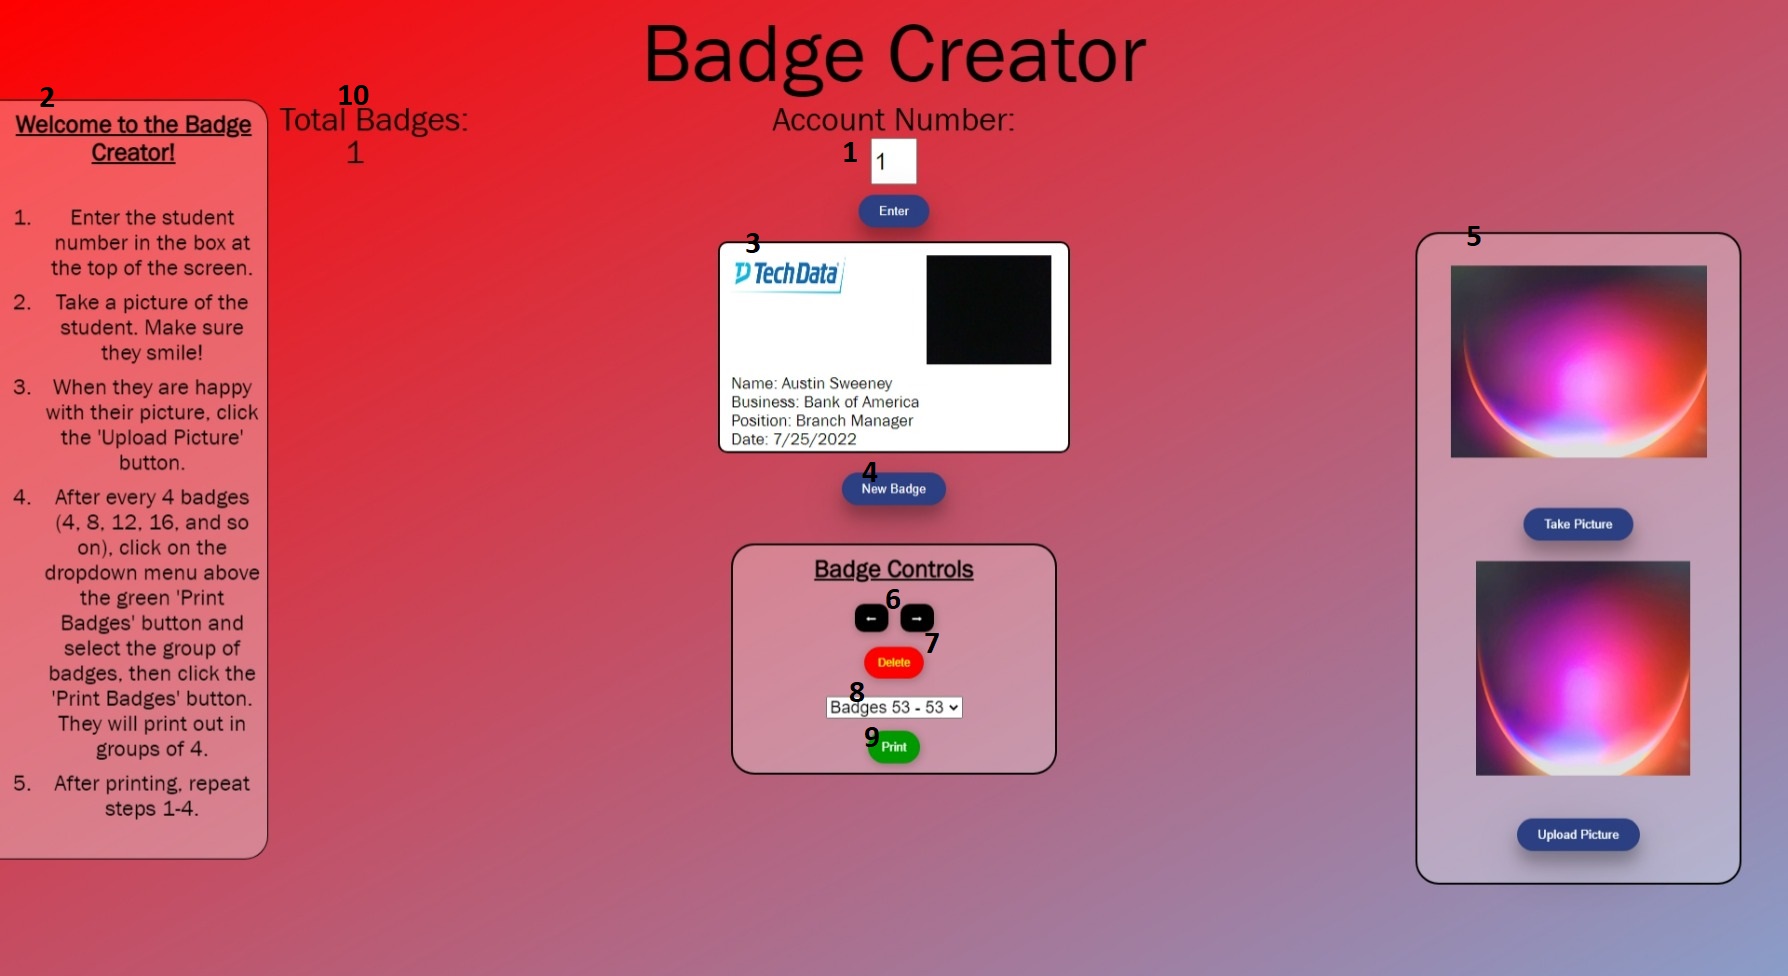 Badge Creator
2
Welcome to the Badge
Creator!
1. Enter the student
number in the box at
the top of the screen.
2. Take a picture of the
student. Make sure
they smile!
3. When they are happy
with their picture, click
the 'Upload Picture'
button.
4. After every 4 badges
(4, 8, 12, 16, and so
on), click on the
dropdown menu above
the green 'Print
Badges' button and
select the group of
badges, then click the
'Print Badges' button.
They will print out in
groups of 4.
5. After printing, repeat
steps 1-4.
10
Total Badges:
1
Account Number:
1
1
Enter
3
Tech Data
Name: Austin Sweeney
Business: Bank of America
Position: Branch Manager
Date: 7/25/2022
4
New Badge
Badge Controls
6
← →
7
Delete
8
Badges 53 - 53
9
Print
5
Take Picture
Upload Picture